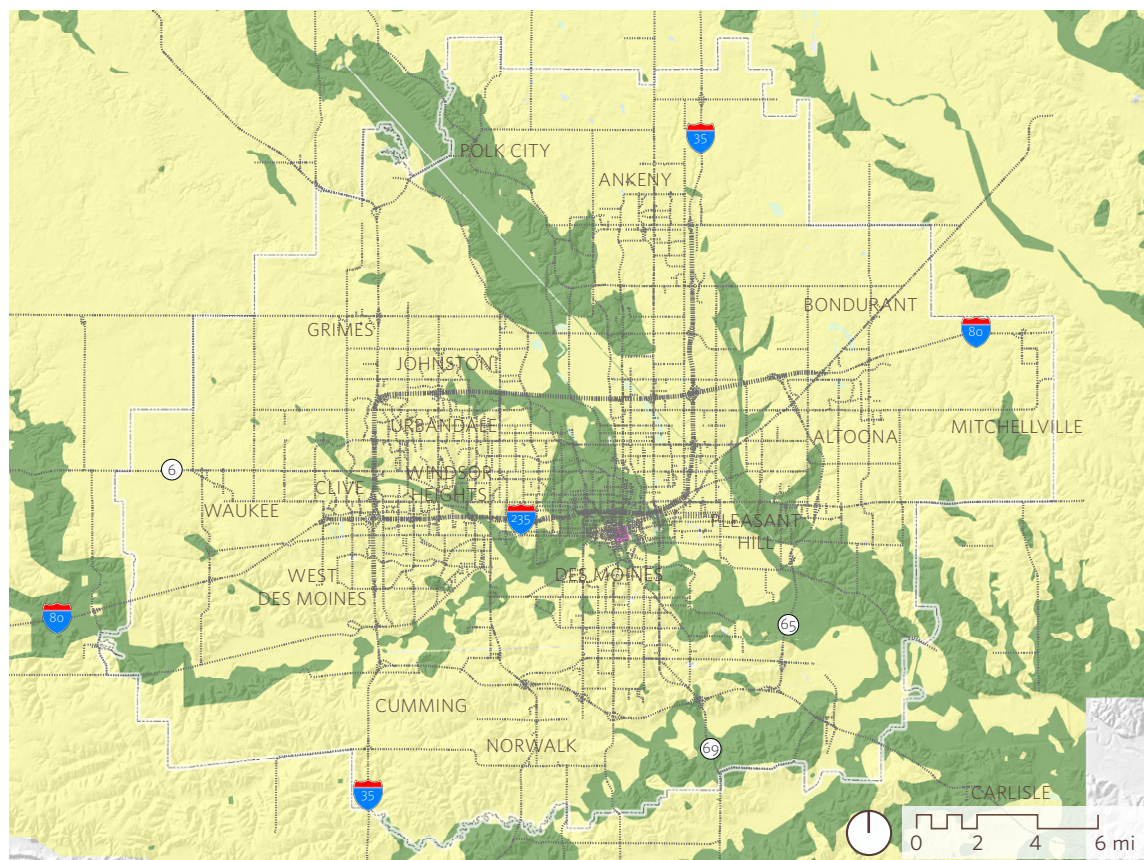 POLK CITY
35
ANKENY
BONDURANT
GRIMES
80
JOHNSTON
URBANDALE
ALTOONA
MITCHELLVILLE
6
WINDSOR
HEIGHTS
CLIVE
WAUKEE
235
PLEASANT
HILL
WEST
DES MOINES
DES MOINES
80
65
CUMMING
NORWALK
69
35
CARLISLE
0 2 4 6 mi